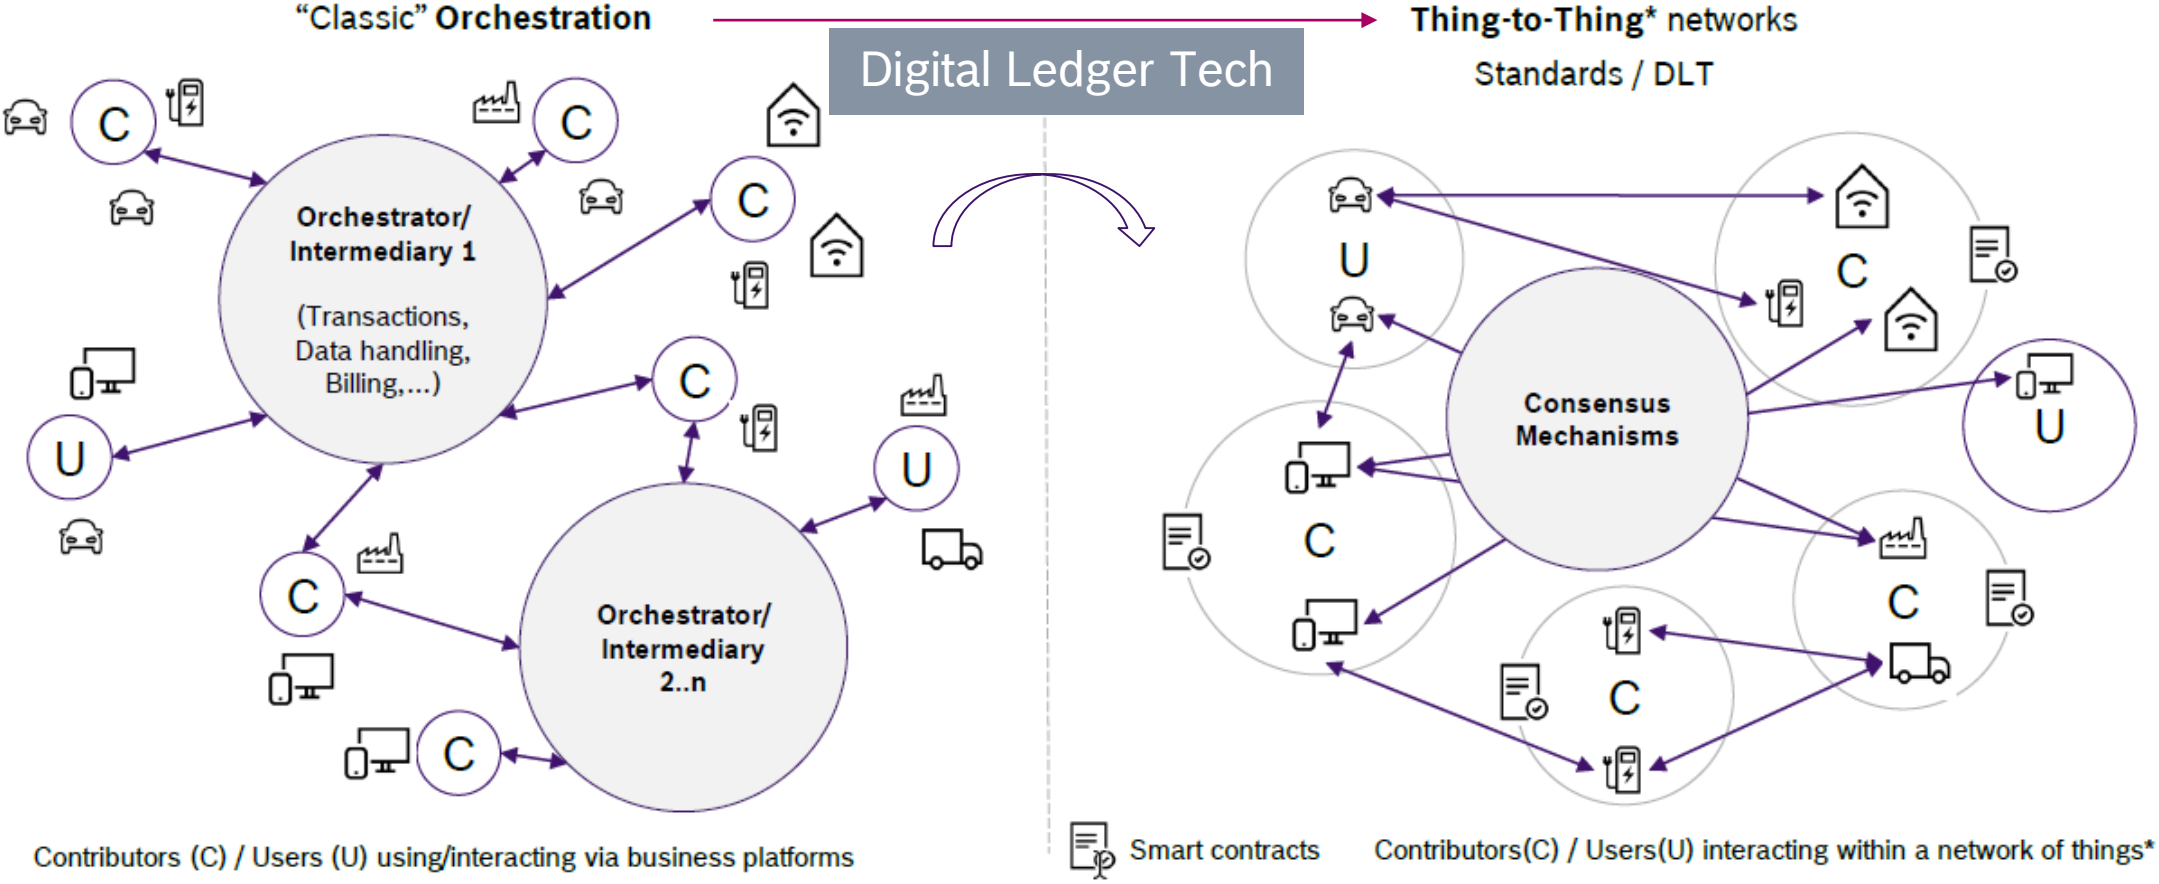 “Classic” Orchestration
Thing-to-Thing* networks
Standards / DLT
Digital Ledger Tech
C
C
C
Orchestrator/
Intermediary 1
(Transactions,
Data handling,
Billing,...)
C
U
U
C
Orchestrator/
Intermediary
2..n
C
U
C
Consensus
Mechanisms
U
C
C
C
Contributors (C) / Users (U) using/interacting via business platforms
Smart contracts
Contributors(C) / Users(U) interacting within a network of things*